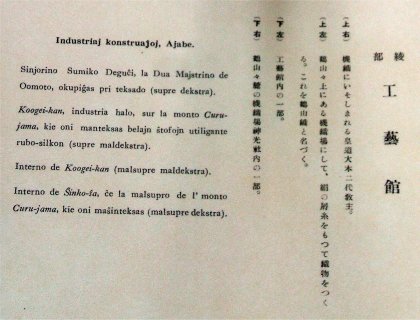 Industriaj konstruaĵoj, Ajabe.
Sinjorino Sumiko Deguĉi, la Dua Majstrino de
Oomoto, okupiĝas pri teksado (supre dekstra).
Koogei-kan, industria halo, sur la monto Curu-
jama, kie oni manteksas belajn ŝtofojn utiligante
rubo-silkon (supre maldekstra).
Interno de Koogei-kan (malsupre maldekstra).
Interno de Ŝinko-ŝa, ĉe la malsupro de l' monto
Curu-jama, kie oni maŝinteksas (malsupre dekstra).
綾部
工藝館
(上右) 機織にいそしまれる皇道大本二代敎主。
(上左) 鶴山々上にある機織場にして、絹の屑糸をもつて織物をつく
る。これを鶴山織と名づく。
(下左) 工藝館內の一部。
(下右) 鶴山々麓の機織場神光社內の一部。